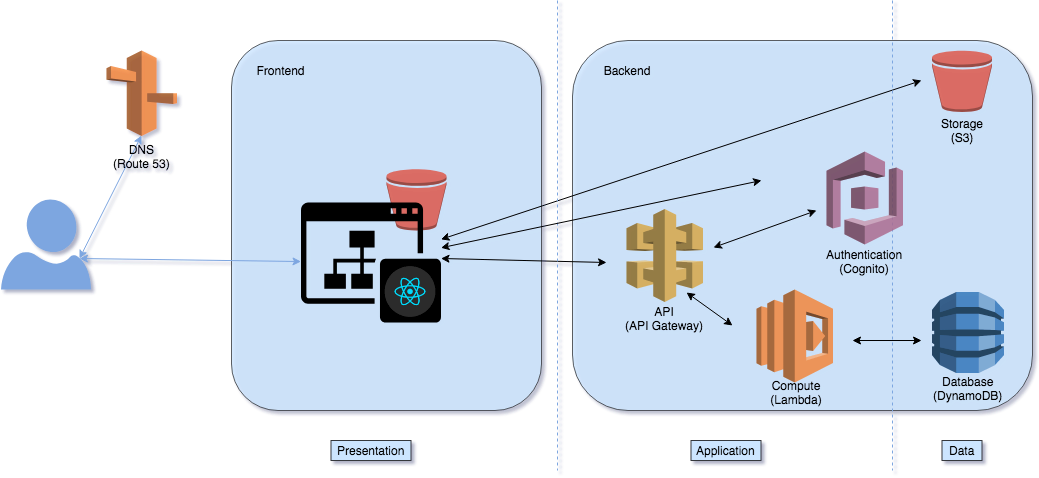 Frontend
Backend
DNS
(Route 53)
Storage
(S3)
Authentication
(Cognito)
API
(API Gateway)
Compute
(Lambda)
Database
(DynamoDB)
Presentation
Application
Data